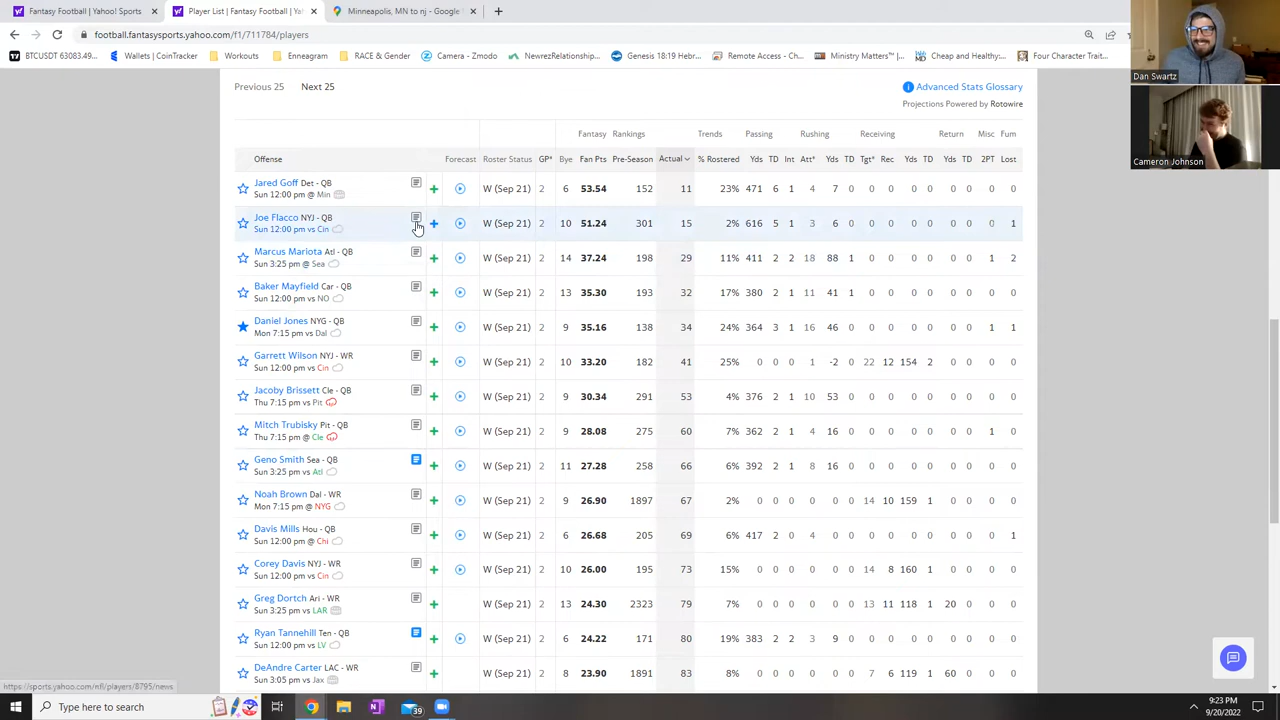 Fantasy Football | Yahoo! Sports
Player List | Fantasy Football | Ya
Minneapolis, MN to nj - Google
football.fantasysports.yahoo.com/f1/711784/players
BTCUSDT 63083.49... Wallets | CoinTracker Workouts Enneagram RACE & Gender Camera - Zmodo NewrezRelationship... Genesis 18:19 Hebr... Remote Access - Ch... Ministry Matters™ |... Cheap and Healthy:... Four Character Trait...
Dan Swartz
Cameron Johnson
Previous 25 Next 25
Advanced Stats Glossary
Projections Powered by Rotowire
Fantasy Rankings Trends Passing Rushing Receiving Return Misc Fum
Offense Forecast Roster Status GP* Bye Fan Pts Pre-Season Actual % Rostered Yds TD Int Att* Yds TD Tgt* Rec Yds TD Yds TD 2PT Lost
Jared Goff Det - QB
Sun 12:00 pm @ Min
W (Sep 21) 2 6 53.54 152 11 23% 471 6 1 4 7 0 0 0 0 0 0 0 0 0
Joe Flacco NYJ - QB
Sun 12:00 pm vs Cin
W (Sep 21) 2 10 51.24 301 15 2% 616 5 1 3 6 0 0 0 0 0 0 0 0 1
Marcus Mariota Atl - QB
Sun 3:25 pm @ Sea
W (Sep 21) 2 14 37.24 198 29 11% 411 2 2 18 88 1 0 0 0 0 0 0 1 2
Baker Mayfield Car - QB
Sun 12:00 pm vs NO
W (Sep 21) 2 13 35.30 193 32 17% 380 2 1 11 41 1 0 0 0 0 0 0 0 0
Daniel Jones NYG - QB
Mon 7:15 pm vs Dal
W (Sep 21) 2 9 35.16 138 34 24% 364 3 1 16 46 0 0 0 0 0 0 0 1 1
Garrett Wilson NYJ - WR
Sun 12:00 pm vs Cin
W (Sep 21) 2 10 33.20 182 41 25% 0 0 0 1 -2 0 22 12 154 2 0 0 0 0
Jacoby Brissett Cle - QB
Thu 7:15 pm vs Pit
W (Sep 21) 2 9 30.34 291 53 4% 376 2 1 10 53 0 0 0 0 0 0 0 0 0
Mitch Trubisky Pit - QB
Thu 7:15 pm @ Cle
W (Sep 21) 2 9 28.08 275 60 7% 362 2 1 4 16 0 0 0 0 0 0 0 1 0
Geno Smith Sea - QB
Sun 3:25 pm vs Atl
W (Sep 21) 2 11 27.28 258 66 6% 392 2 1 8 16 0 0 0 0 0 0 0 0 0
Noah Brown Dal - WR
Mon 7:15 pm @ NYG
W (Sep 21) 2 9 26.90 1897 67 2% 0 0 0 0 0 0 14 10 159 1 0 0 0 0
Davis Mills Hou - QB
Sun 12:00 pm @ Chi
W (Sep 21) 2 6 26.68 205 69 6% 417 2 0 4 0 0 0 0 0 0 0 0 0 1
Corey Davis NYJ - WR
Sun 12:00 pm vs Cin
W (Sep 21) 2 10 26.00 195 73 15% 0 0 0 0 0 0 14 8 160 1 0 0 0 0
Greg Dortch Ari - WR
Sun 3:25 pm vs LAR
W (Sep 21) 2 13 24.30 2323 79 7% 0 0 0 0 0 0 13 11 118 1 20 0 0 0
Ryan Tannehill Ten - QB
Sun 12:00 pm vs LV
W (Sep 21) 2 6 24.22 171 80 19% 383 2 2 3 9 0 0 0 0 0 0 0 0 0
DeAndre Carter LAC - WR
Sun 3:05 pm vs Jax
W (Sep 21) 2 8 23.90 1891 83 8% 0 0 0 0 0 0 7 6 119 1 60 0 0 0
https://sports.yahoo.com/nfl/players/8795/news
Type here to search
39
9:23 PM
9/20/2022